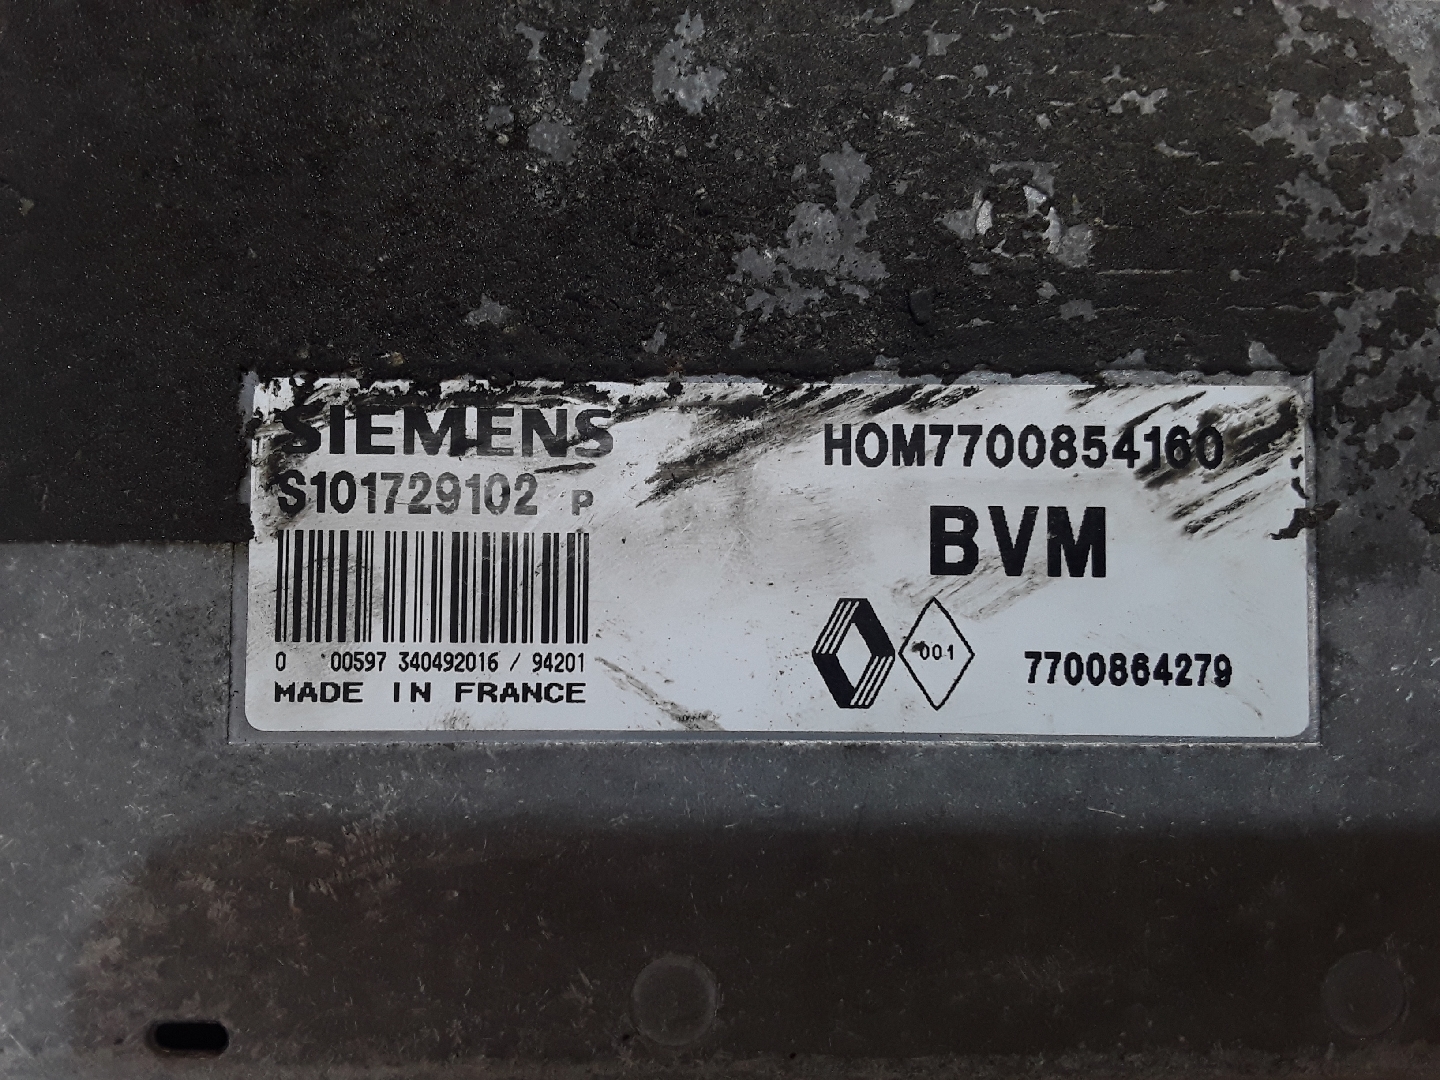 SIEMENS
S101729102 P
0 00597 340492016 / 94201
MADE IN FRANCE
HOM7700854160
BVM
001
7700864279